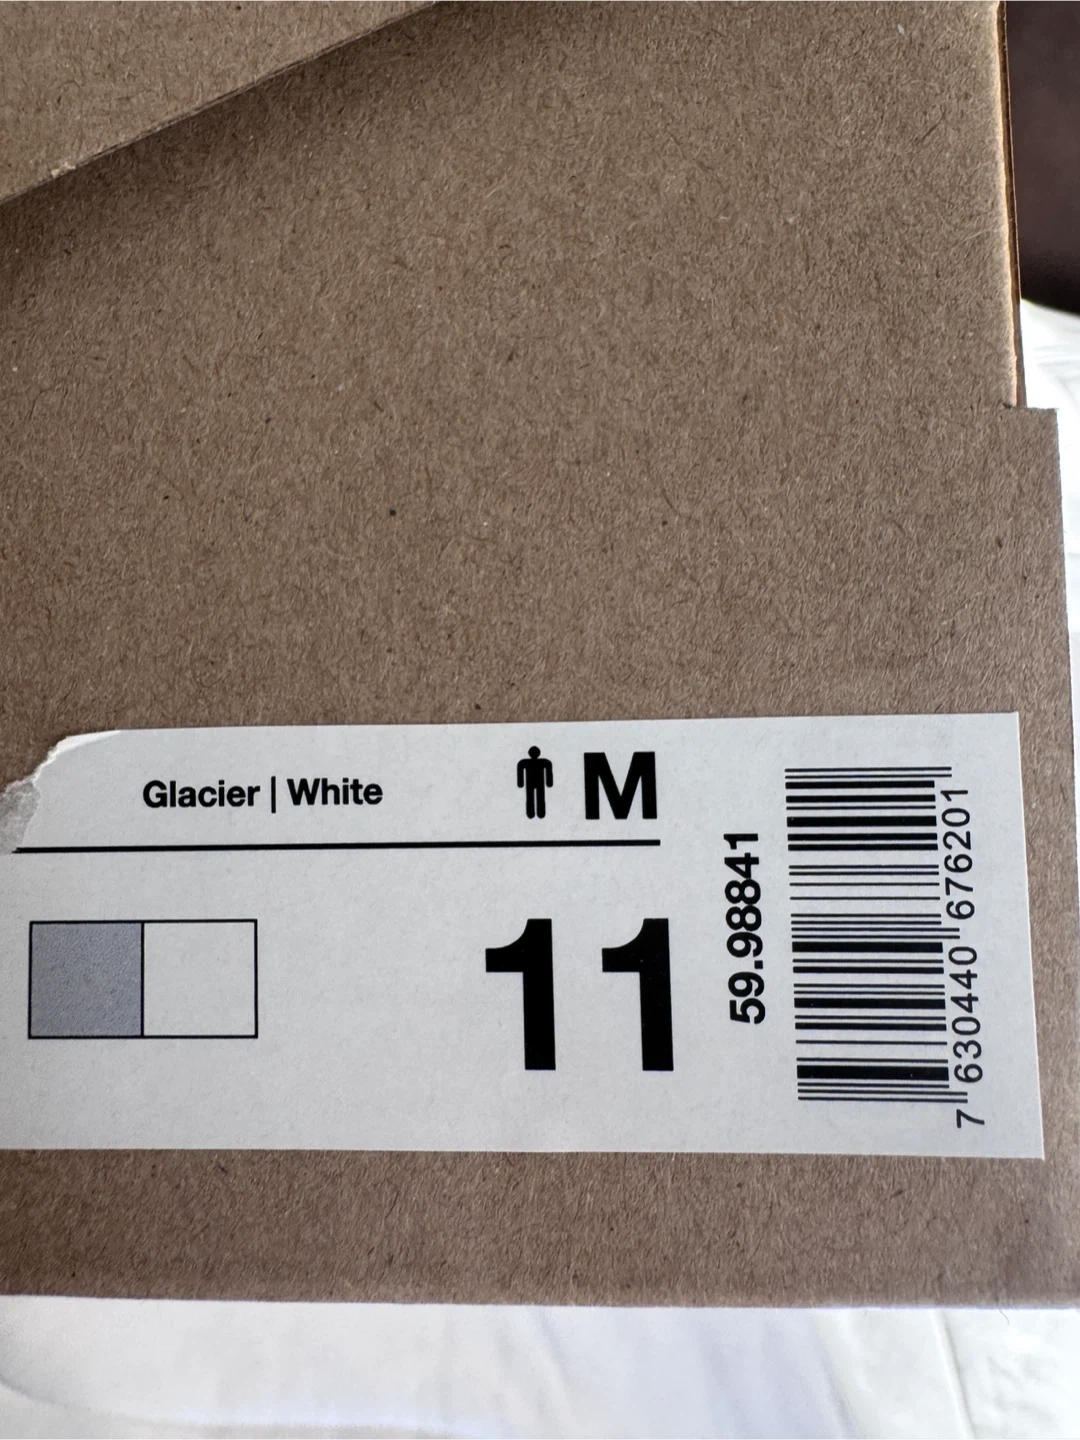 Glacier | White
M
11
59.98841
7 630440 676201